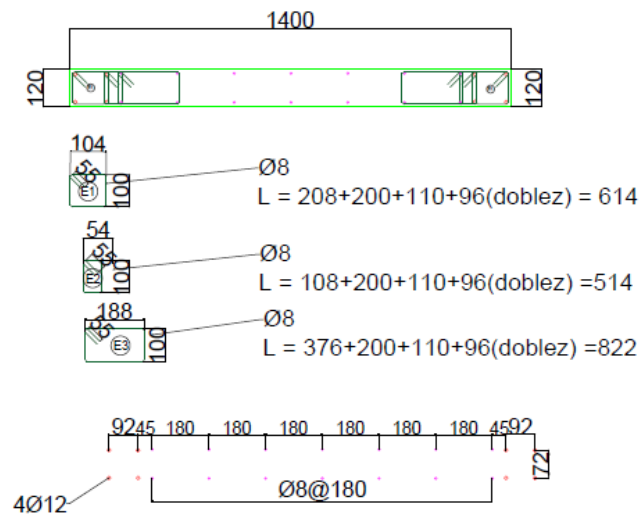 1400
120 120
104
55
E1
100
Ø8
L = 208+200+110+96(doblez) = 614
54
55
100
Ø8
L = 108+200+110+96(doblez) =514
188
55
E3
100
Ø8
L = 376+200+110+96(doblez) =822
92 45 180 180 180 180 180 180 45 92
72
4Ø12
Ø8@180